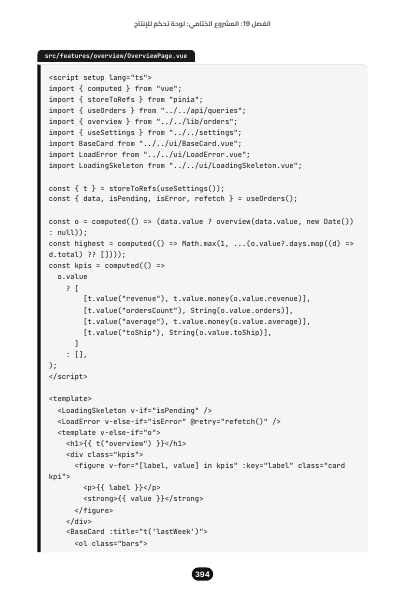 الفصل 19: المشروع الختامي: لوحة تحكم للإنتاج
src/features/overview/OverviewPage.vue
<script setup lang="ts">
import { computed } from "vue";
import { storeToRefs } from "pinia";
import { useOrders } from "../../api/queries";
import { overview } from "../../lib/orders";
import { useSettings } from "../../settings";
import BaseCard from "../../ui/BaseCard.vue";
import LoadError from "../../ui/LoadError.vue";
import LoadingSkeleton from "../../ui/LoadingSkeleton.vue";

const { t } = storeToRefs(useSettings());
const { data, isPending, isError, refetch } = useOrders();

const o = computed(() => (data.value ? overview(data.value, new Date())
: null));
const highest = computed(() => Math.max(1, ...(o.value?.days.map((d) =>
d.total) ?? [])));
const kpis = computed(() =>
  o.value
    ? [
        [t.value("revenue"), t.value.money(o.value.revenue)],
        [t.value("ordersCount"), String(o.value.orders)],
        [t.value("average"), t.value.money(o.value.average)],
        [t.value("toShip"), String(o.value.toShip)],
      ]
    : [],
);
</script>

<template>
  <LoadingSkeleton v-if="isPending" />
  <LoadError v-else-if="isError" @retry="refetch()" />
  <template v-else-if="o">
    <h1>{{ t("overview") }}</h1>
    <div class="kpis">
      <figure v-for="[label, value] in kpis" :key="label" class="card
kpi">
        <p>{{ label }}</p>
        <strong>{{ value }}</strong>
      </figure>
    </div>
    <BaseCard :title="t('lastWeek')">
      <ol class="bars">
394